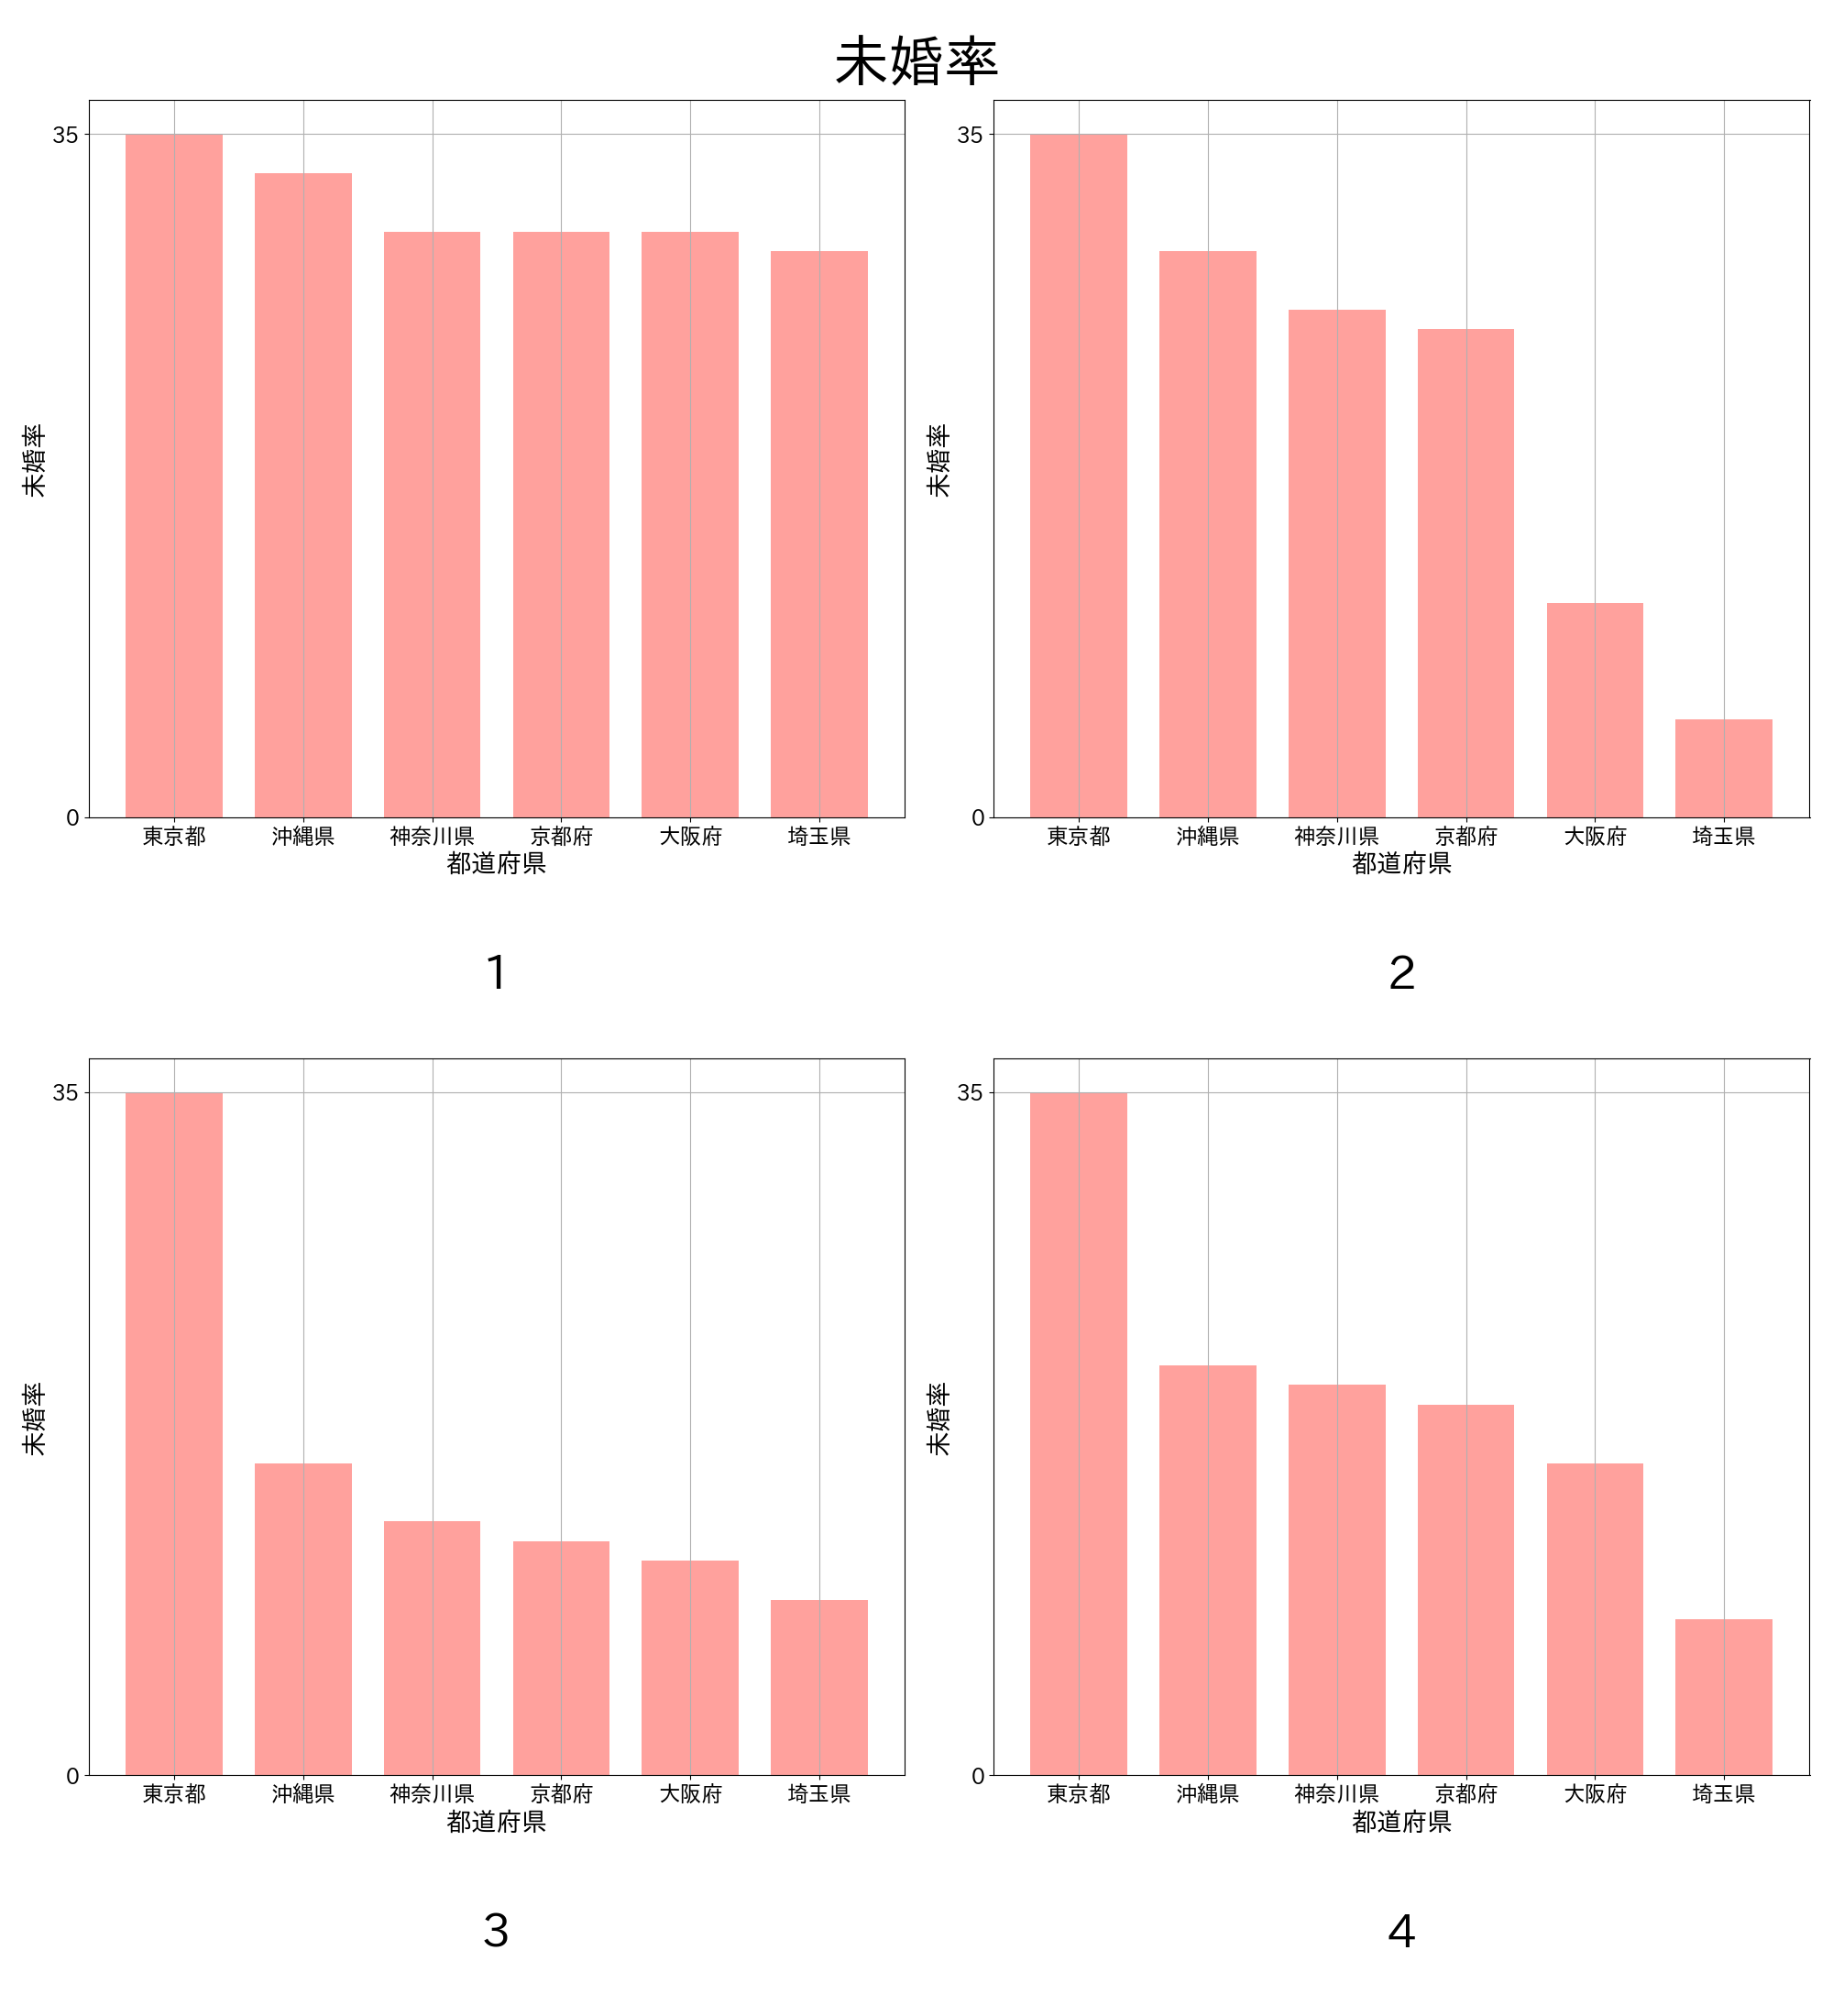 未婚率
35
0
未婚率
東京都 沖縄県 神奈川県 京都府 大阪府 埼玉県
都道府県
1
35
0
未婚率
東京都 沖縄県 神奈川県 京都府 大阪府 埼玉県
都道府県
2
35
0
未婚率
東京都 沖縄県 神奈川県 京都府 大阪府 埼玉県
都道府県
3
35
0
未婚率
東京都 沖縄県 神奈川県 京都府 大阪府 埼玉県
都道府県
4